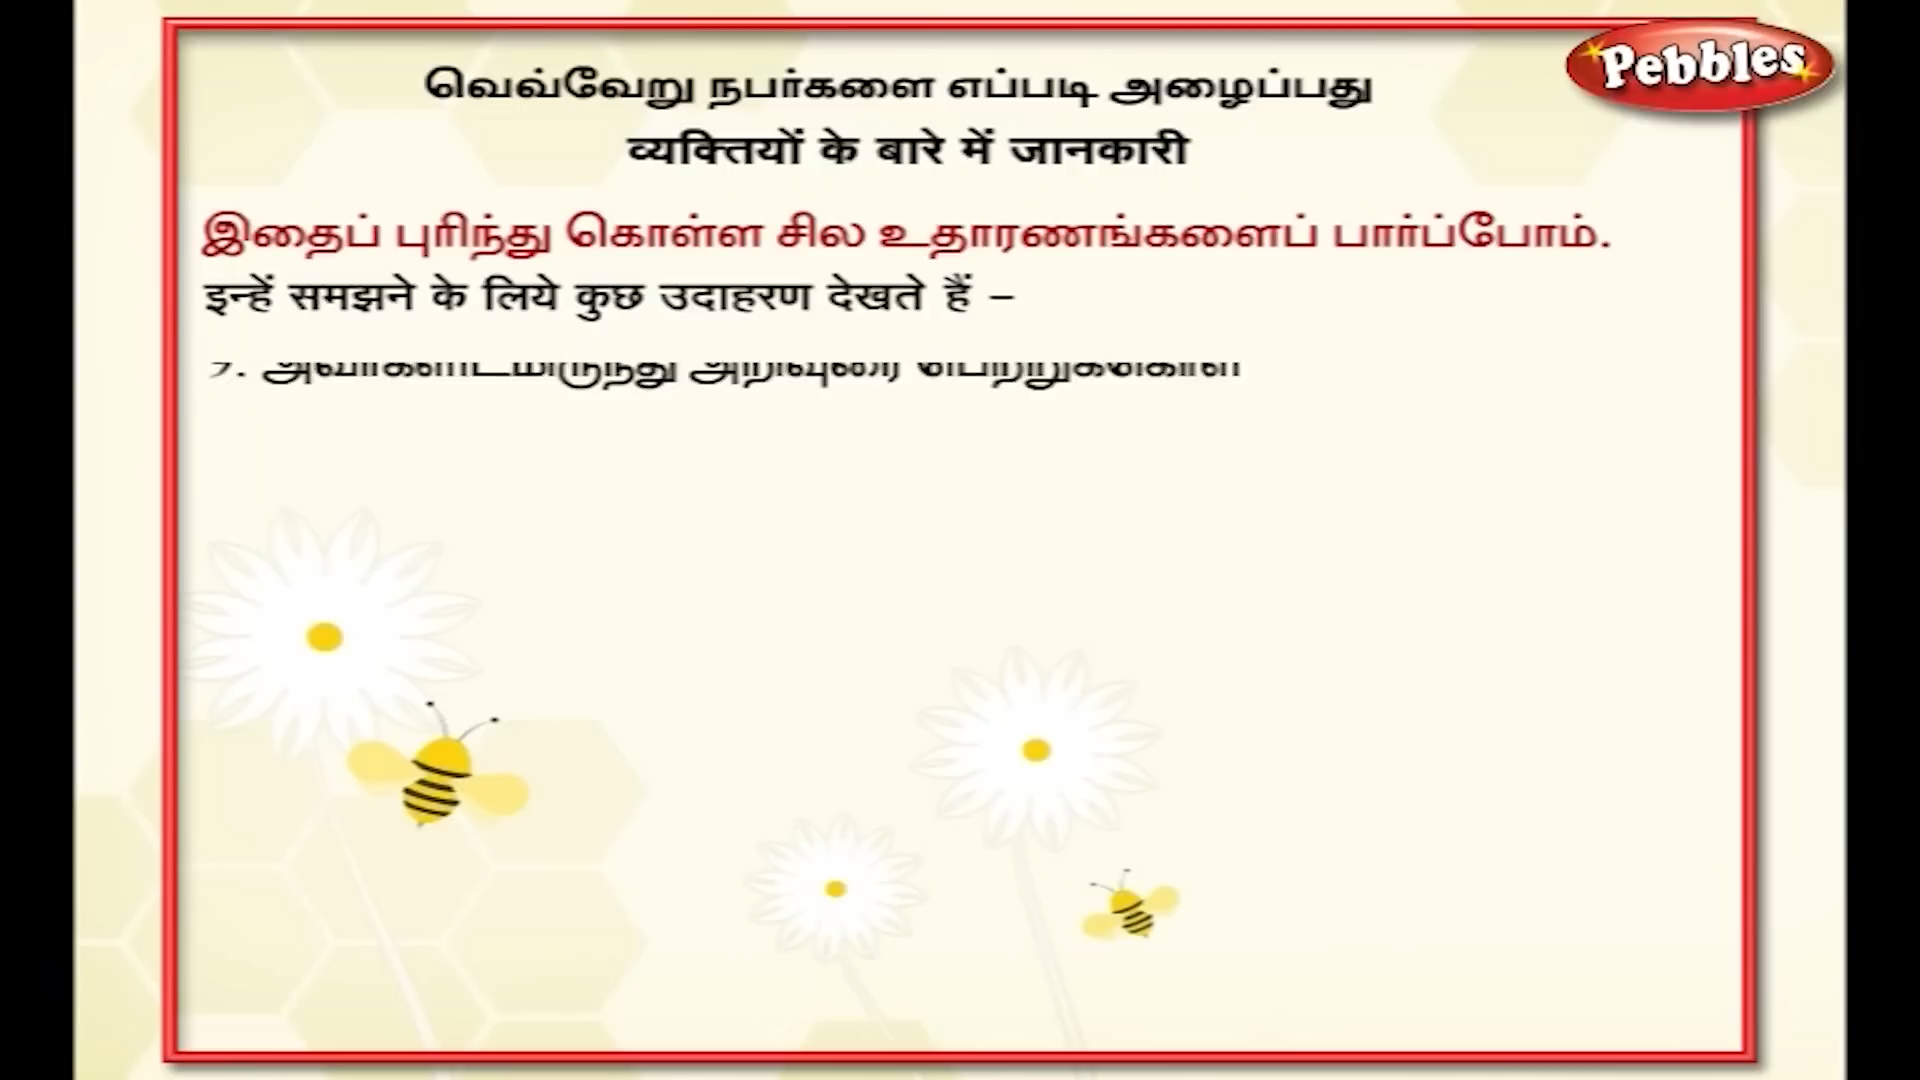 Pebbles
வெவ்வேறு நபர்களை எப்படி அழைப்பது
व्यक्तियों के बारे में जानकारी
இதைப் புரிந்து கொள்ள சில உதாரணங்களைப் பார்ப்போம்.
इन्हें समझने के लिये कुछ उदाहरण देखते हैं –